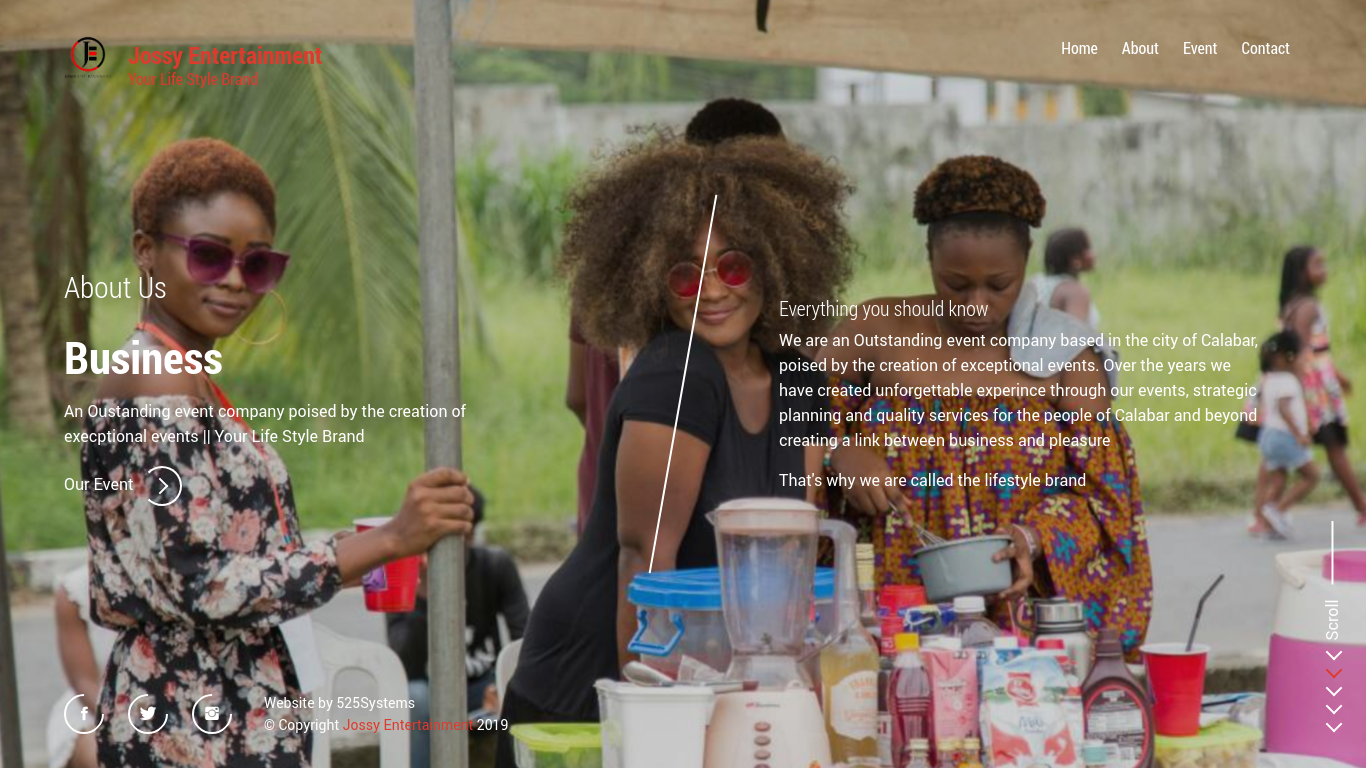 Jossy Entertainment
Your Life Style Brand
Home About Event Contact
About Us
Business
An Oustanding event company poised by the creation of
execptional events || Your Life Style Brand
Our Event
Everything you should know
We are an Outstanding event company based in the city of Calabar,
poised by the creation of exceptional events. Over the years we
have created unforgettable experince through our events, strategic
planning and quality services for the people of Calabar and beyond
creating a link between business and pleasure
That's why we are called the lifestyle brand
Scroll
Website by 525Systems
© Copyright Jossy Entertainment 2019